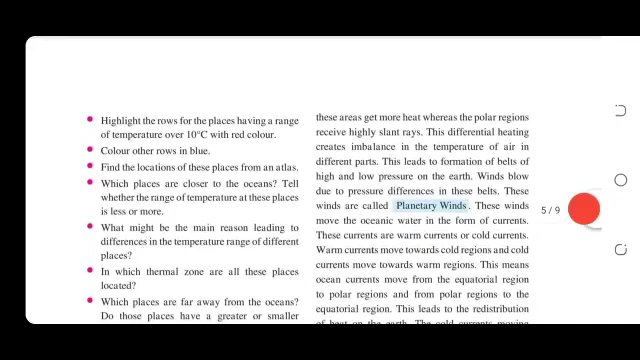 Highlight the rows for the places having a range
of temperature over 10°C with red colour.
Colour other rows in blue.
Find the locations of these places from an atlas.
Which places are closer to the oceans? Tell
whether the range of temperature at these places
is less or more.
What might be the main reason leading to
differences in the temperature range of different
places?
In which thermal zone are all these places
located?
Which places are far away from the oceans?
Do those places have a greater or smaller
these areas get more heat whereas the polar regions
receive highly slant rays. This differential heating
creates imbalance in the temperature of air in
different parts. This leads to formation of belts of
high and low pressure on the earth. Winds blow
due to pressure differences in these belts. These
winds are called Planetary Winds. These winds
move the oceanic water in the form of currents.
These currents are warm currents or cold currents.
Warm currents move towards cold regions and cold
currents move towards warm regions. This means
ocean currents move from the equatorial region
to polar regions and from polar regions to the
equatorial region. This leads to the redistribution
of heat on the earth. The cold currents moving
5/9